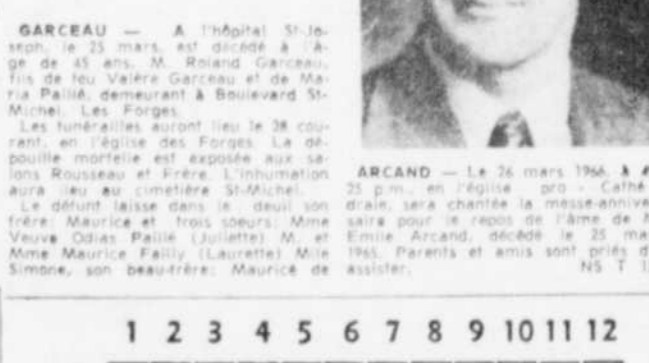 GARCEAU — A l'hôpital St-Jo-
seph, le 25 mars, est décédé à l'â-
ge de 45 ans, M. Roland Garceau,
fils de feu Valère Garceau et de Ma-
ria Paillé, demeurant à Boulevard St-
Michel, Les Forges.
Les funérailles auront lieu le 28 cou-
rant, en l'église des Forges. La dé-
pouille mortelle est exposée aux sa-
lons Rousseau et Frère. L'inhumation
aura lieu au cimetière St-Michel.
Le défunt laisse dans le deuil son
frère: Maurice et trois soeurs: Mme
Veuve Odias Paillé (Juliette) M. et
Mme Maurice Failly (Laurette) Mlle
Simone, son beau-frère: Maurice de
ARCAND — Le 26 mars 1966, à
25 p.m., en l'église pro - Cathé
drale, sera chantée la messe-annive
saire pour le repos de l'âme de M
Emile Arcand, décédé le 25 mar
1965. Parents et amis sont priés d
assister.
NS T
1 2 3 4 5 6 7 8 9 10 11 12